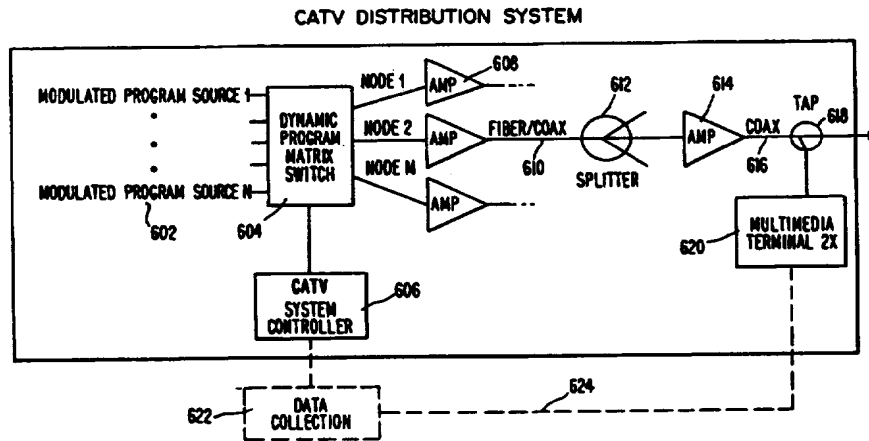 CATV DISTRIBUTION SYSTEM
MODULATED PROGRAM SOURCE 1
MODULATED PROGRAM SOURCE N
602
DYNAMIC
PROGRAM
MATRIX
SWITCH
604
NODE 1
NODE 2
NODE M
AMP
608
AMP
AMP
FIBER/COAX
610
612
SPLITTER
614
AMP
COAX
616
TAP
618
620
MULTIMEDIA
TERMINAL 2X
CATV
SYSTEM
CONTROLLER
606
622
DATA
COLLECTION
624